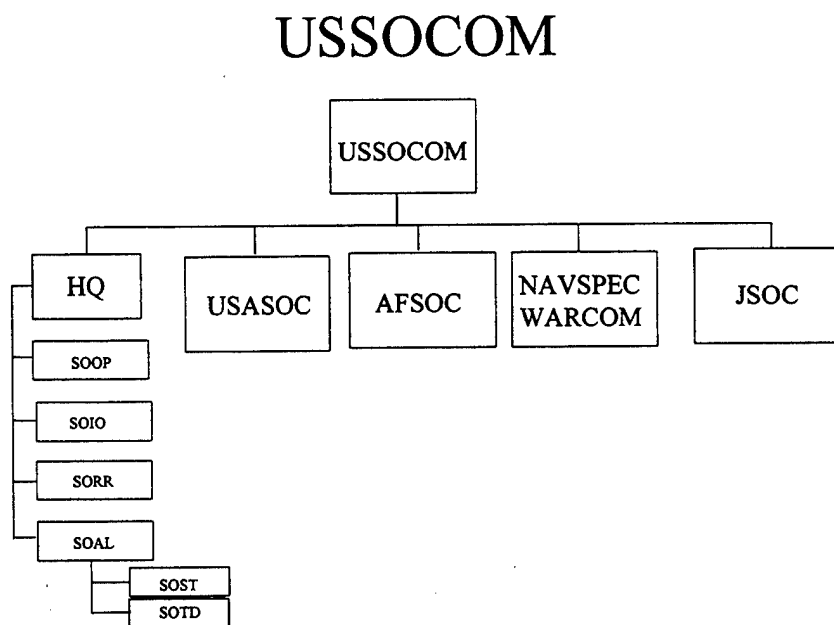 USSOCOM
USSOCOM
HQ
USASOC
AFSOC
NAVSPEC
WARCOM
JSOC
SOOP
SOIO
SORR
SOAL
SOST
SOTD